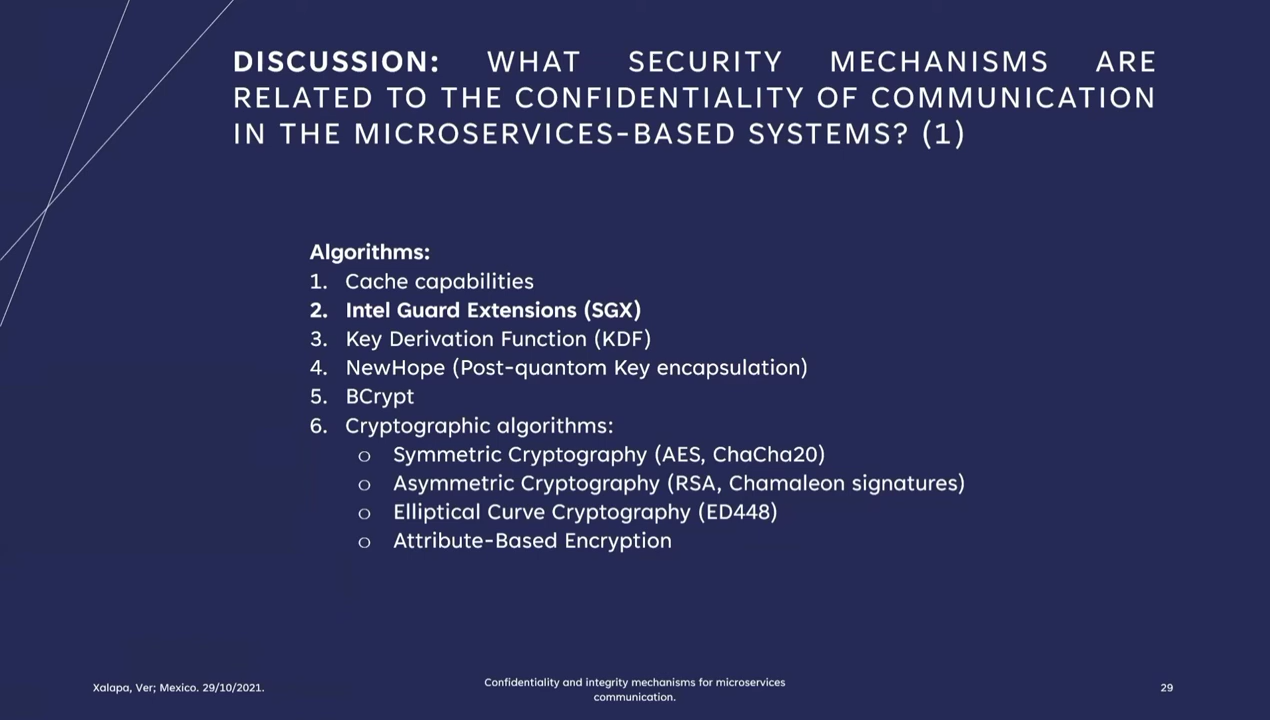 DISCUSSION: WHAT SECURITY MECHANISMS ARE
RELATED TO THE CONFIDENTIALITY OF COMMUNICATION
IN THE MICROSERVICES-BASED SYSTEMS? (1)
Algorithms:
1. Cache capabilities
2. Intel Guard Extensions (SGX)
3. Key Derivation Function (KDF)
4. NewHope (Post-quantom Key encapsulation)
5. BCrypt
6. Cryptographic algorithms:
o Symmetric Cryptography (AES, ChaCha20)
o Asymmetric Cryptography (RSA, Chamaleon signatures)
o Elliptical Curve Cryptography (ED448)
o Attribute-Based Encryption
Xalapa, Ver; Mexico. 29/10/2021.
Confidentiality and integrity mechanisms for microservices
communication.
29